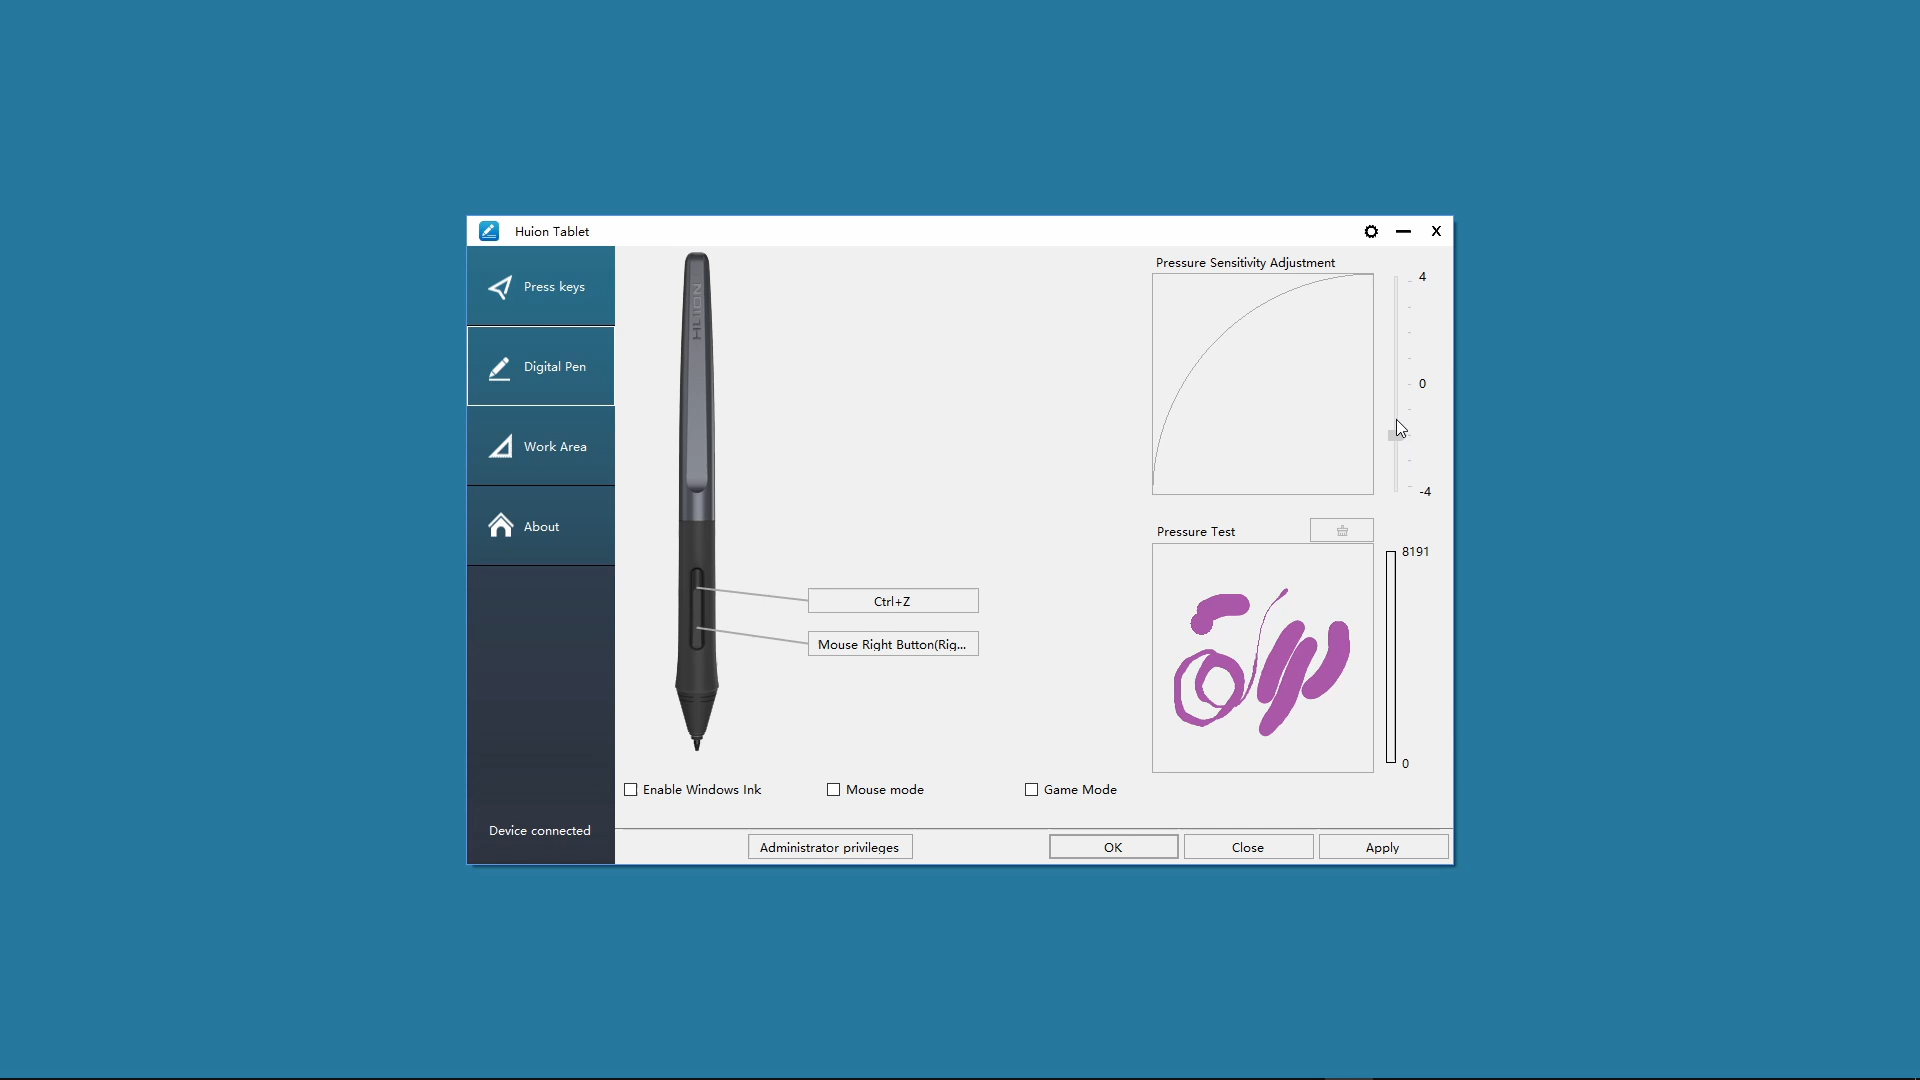 Huion Tablet
X
Press keys
Digital Pen
Work Area
About
Device connected
HUION
Ctrl+Z
Mouse Right Button(Rig...
Pressure Sensitivity Adjustment
4
0
-4
Pressure Test
8191
0
Enable Windows Ink
Mouse mode
Game Mode
Administrator privileges
OK
Close
Apply